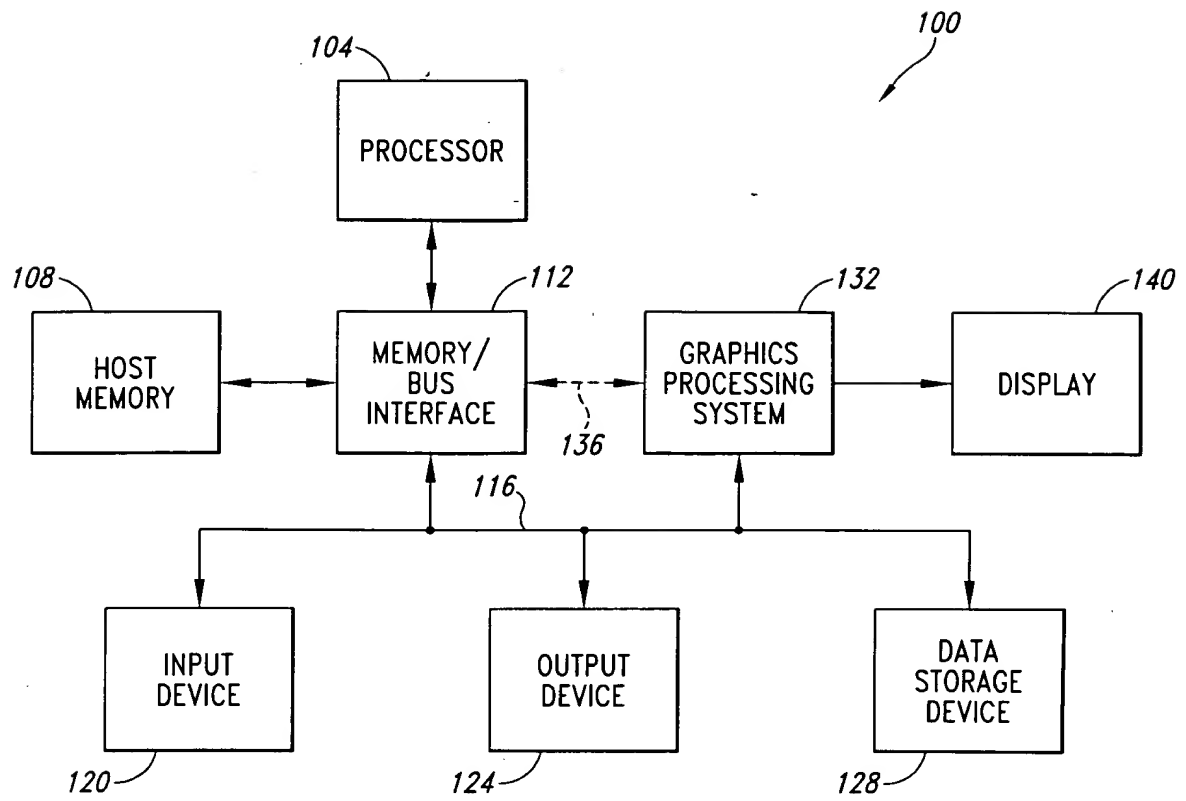 100
104
PROCESSOR
108
112
132
140
HOST
MEMORY
MEMORY/
BUS
INTERFACE
GRAPHICS
PROCESSING
SYSTEM
DISPLAY
136
116
INPUT
DEVICE
OUTPUT
DEVICE
DATA
STORAGE
DEVICE
120
124
128